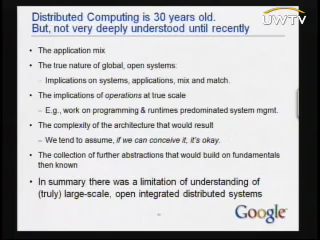 UWTV
Distributed Computing is 30 years old.
But, not very deeply understood until recently
• The application mix
• The true nature of global, open systems:
– Implications on systems, applications, mix and match.
• The implications of operations at true scale
– E.g., work on programming & runtimes predominated system mgmt.
• The complexity of the architecture that would result
– We tend to assume, if we can conceive it, it's okay.
• The collection of further abstractions that would build on fundamentals
then known
• In summary there was a limitation of understanding of
(truly) large-scale, open integrated distributed systems
Google